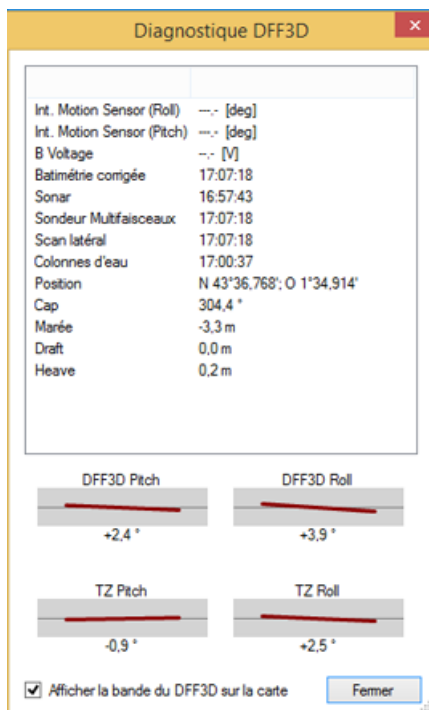 Diagnostique DFF3D
Int. Motion Sensor (Roll) ---.- [deg]
Int. Motion Sensor (Pitch) ---.- [deg]
B Voltage --.- [V]
Batimétrie corrigée 17:07:18
Sonar 16:57:43
Sondeur Multifaisceaux 17:07:18
Scan latéral 17:07:18
Colonnes d'eau 17:00:37
Position N 43°36,768'; O 1°34,914'
Cap 304,4 °
Marée -3,3 m
Draft 0,0 m
Heave 0,2 m
DFF3D Pitch DFF3D Roll
+2,4 ° +3,9 °
TZ Pitch TZ Roll
-0,9 ° +2,5 °
Afficher la bande du DFF3D sur la carte Fermer